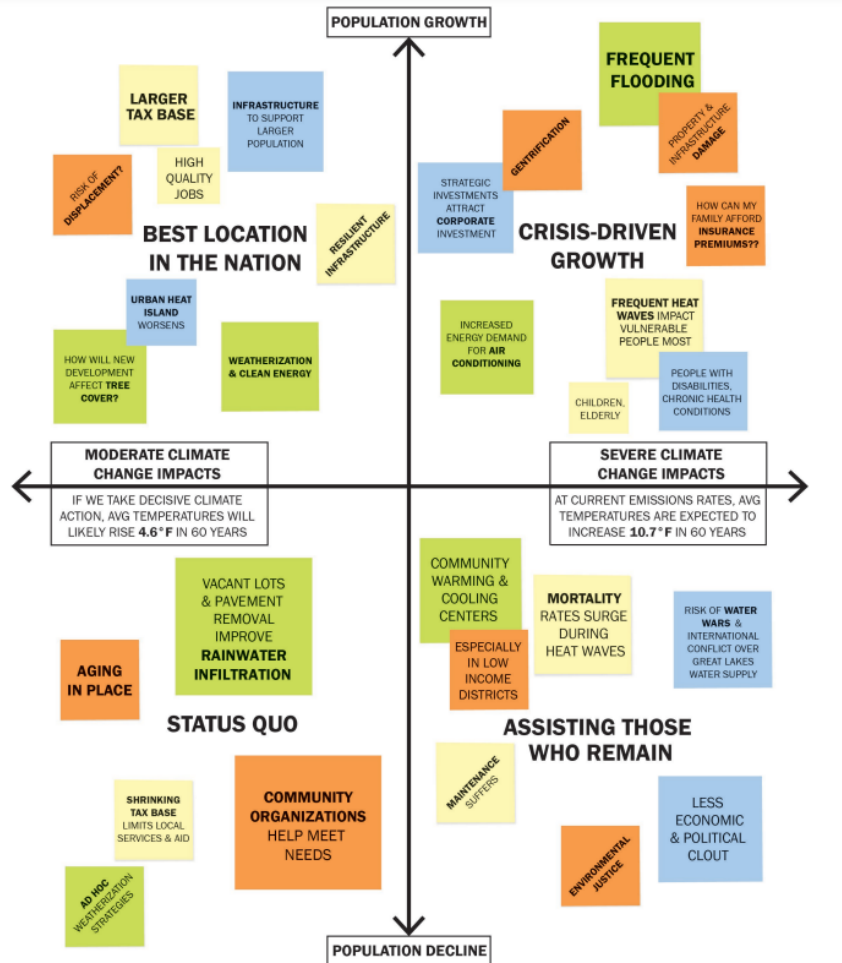 POPULATION GROWTH
LARGER
TAX BASE
INFRASTRUCTURE
TO SUPPORT
LARGER
POPULATION
HIGH
QUALITY
JOBS
RISK OF
DISPLACEMENT?
RESILIENT
INFRASTRUCTURE
BEST LOCATION
IN THE NATION
URBAN HEAT
ISLAND
WORSENS
HOW WILL NEW
DEVELOPMENT
AFFECT TREE
COVER?
WEATHERIZATION
& CLEAN ENERGY
FREQUENT
FLOODING
PROPERTY &
INFRASTRUCTURE
DAMAGE
GENTRIFICATION
STRATEGIC
INVESTMENTS
ATTRACT
CORPORATE
INVESTMENT
HOW CAN MY
FAMILY AFFORD
INSURANCE
PREMIUMS??
CRISIS-DRIVEN
GROWTH
INCREASED
ENERGY DEMAND
FOR AIR
CONDITIONING
FREQUENT HEAT
WAVES IMPACT
VULNERABLE
PEOPLE MOST
CHILDREN,
ELDERLY
PEOPLE WITH
DISABILITIES,
CHRONIC HEALTH
CONDITIONS
MODERATE CLIMATE
CHANGE IMPACTS
IF WE TAKE DECISIVE CLIMATE
ACTION, AVG TEMPERATURES WILL
LIKELY RISE 4.6°F IN 60 YEARS
SEVERE CLIMATE
CHANGE IMPACTS
AT CURRENT EMISSIONS RATES, AVG
TEMPERATURES ARE EXPECTED TO
INCREASE 10.7°F IN 60 YEARS
VACANT LOTS
& PAVEMENT
REMOVAL
IMPROVE
RAINWATER
INFILTRATION
AGING
IN PLACE
STATUS QUO
SHRINKING
TAX BASE
LIMITS LOCAL
SERVICES & AID
COMMUNITY
ORGANIZATIONS
HELP MEET
NEEDS
AD HOC
WEATHERIZATION
STRATEGIES
COMMUNITY
WARMING &
COOLING
CENTERS
ESPECIALLY
IN LOW
INCOME
DISTRICTS
MORTALITY
RATES SURGE
DURING
HEAT WAVES
RISK OF WATER
WARS &
INTERNATIONAL
CONFLICT OVER
GREAT LAKES
WATER SUPPLY
ASSISTING THOSE
WHO REMAIN
MAINTENANCE
SUFFERS
ENVIRONMENTAL
JUSTICE
LESS
ECONOMIC
& POLITICAL
CLOUT
POPULATION DECLINE